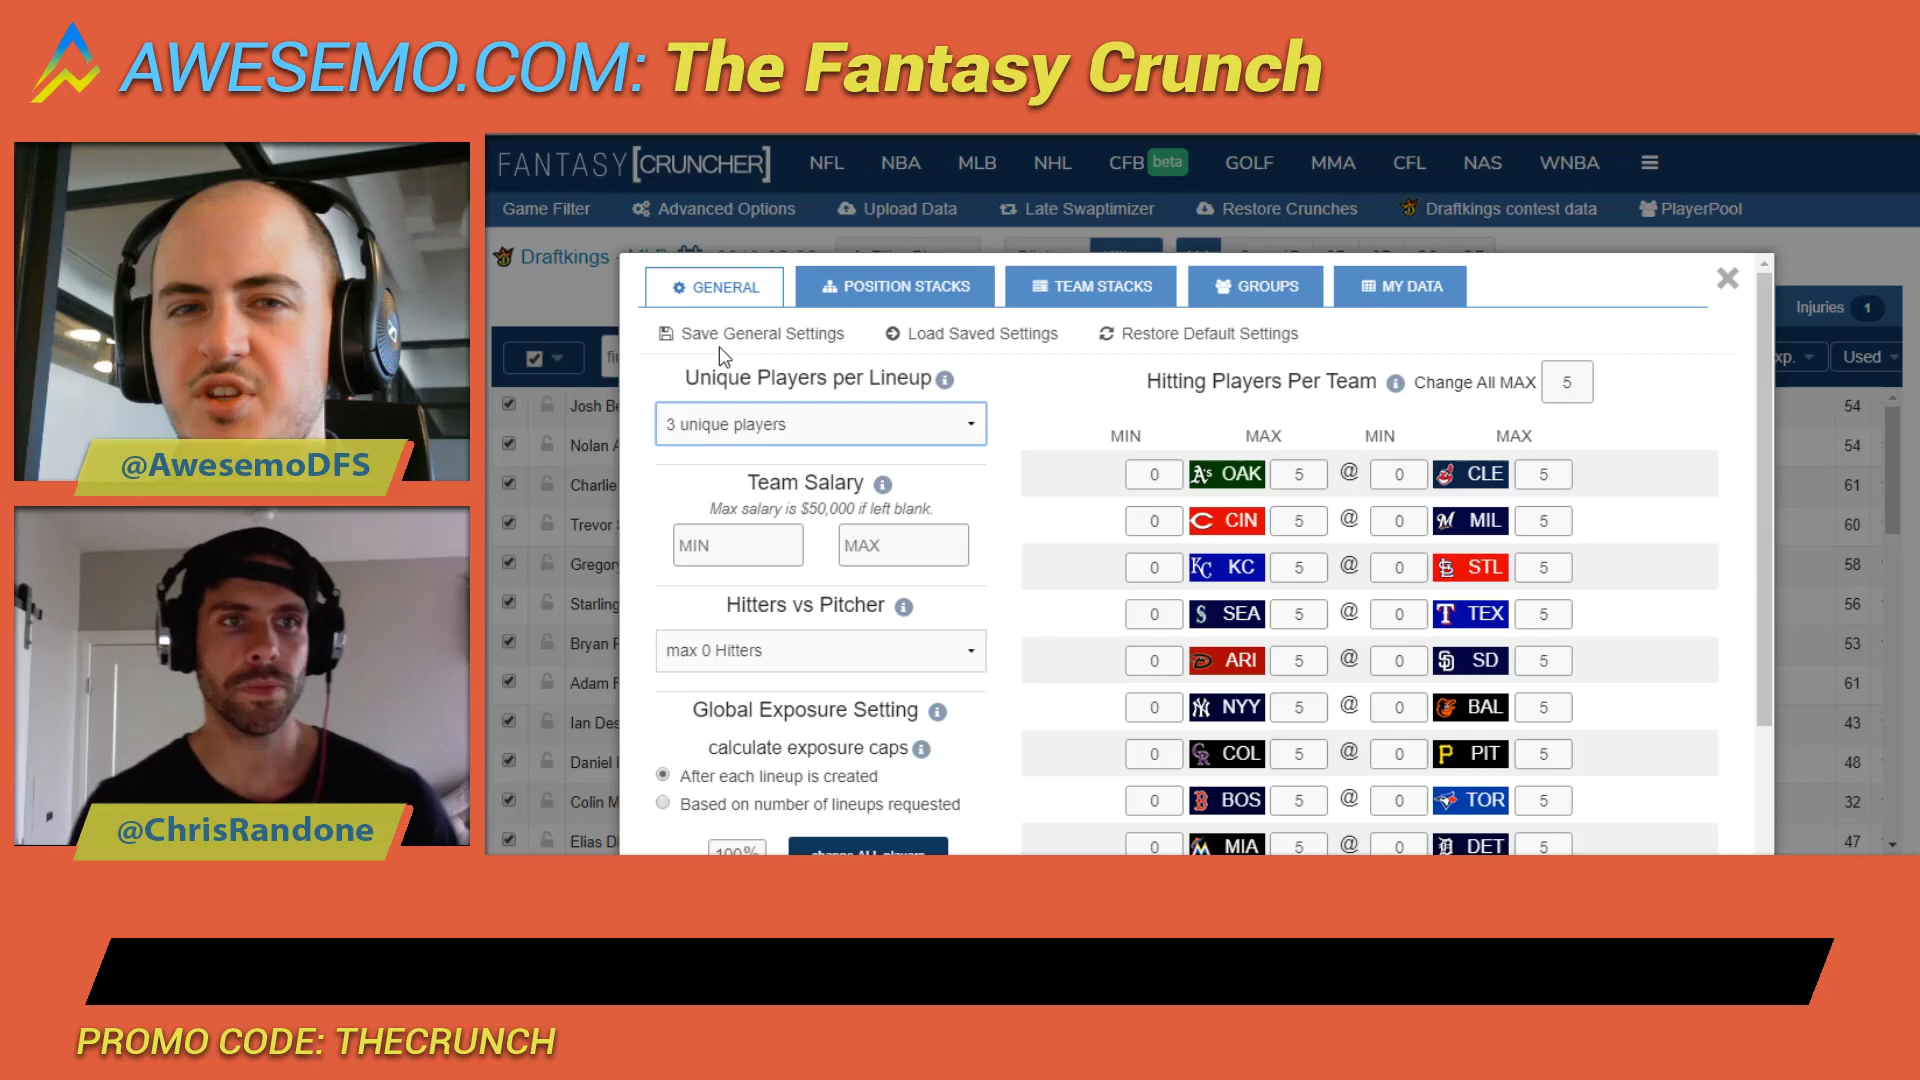 AWESEMO.COM: The Fantasy Crunch
@AwesemoDFS
@ChrisRandone
FANTASY [CRUNCHER] NFL NBA MLB NHL CFB beta GOLF MMA CFL NAS WNBA
Game Filter Advanced Options Upload Data Late Swaptimizer Restore Crunches Draftkings contest data PlayerPool
Draftkings
GENERAL POSITION STACKS TEAM STACKS GROUPS MY DATA
Injuries 1
Save General Settings Load Saved Settings Restore Default Settings
xp. Used
Unique Players per Lineup
3 unique players
Team Salary
Max salary is $50,000 if left blank.
MIN MAX
Hitters vs Pitcher
max 0 Hitters
Global Exposure Setting
calculate exposure caps
After each lineup is created
Based on number of lineups requested
100% change ALL players
Hitting Players Per Team Change All MAX 5
MIN MAX MIN MAX
0 A's OAK 5 @ 0 CLE 5
0 CIN 5 @ 0 MIL 5
0 KC KC 5 @ 0 STL 5
0 SEA 5 @ 0 TEX 5
0 ARI 5 @ 0 SD 5
0 NYY 5 @ 0 BAL 5
0 COL 5 @ 0 PIT 5
0 BOS 5 @ 0 TOR 5
0 MIA 5 @ 0 DET 5
Josh Be 54
Nolan A 54
Charlie 61
Trevor 60
Gregory 58
Starling 56
Bryan 53
Adam F 61
Ian Des 43
Daniel 48
Colin M 32
Elias Di 47
PROMO CODE: THECRUNCH